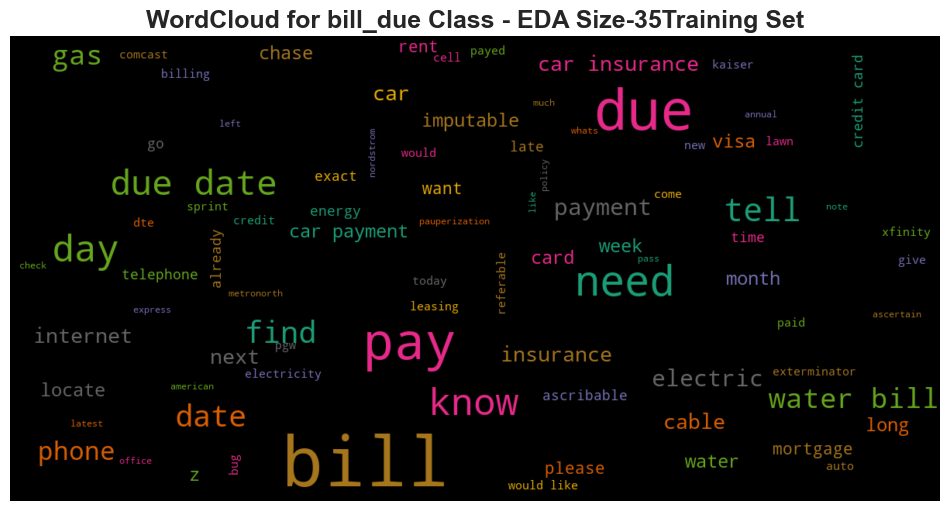 WordCloud for bill_due Class - EDA Size-35Training Set
gas
comcast
billing
chase
rent
cell
payed
car insurance
kaiser
credit card
car
due
much
annual
left
imputable
whats
go
nordstrom
would
late
new
visa
lawn
due date
exact
want
policy
come
tell
like
note
sprint
energy
payment
dte
credit
car payment
pauperization
time
xfinity
day
already
card
week
pass
need
give
check
telephone
today
referable
month
metronorth
leasing
express
paid
ascertain
internet
find
pgw
next
pay
insurance
electricity
electric
exterminator
locate
american
know
ascribable
water bill
date
latest
cable
long
phone
office
bug
bill
z
please
would like
water
mortgage
auto